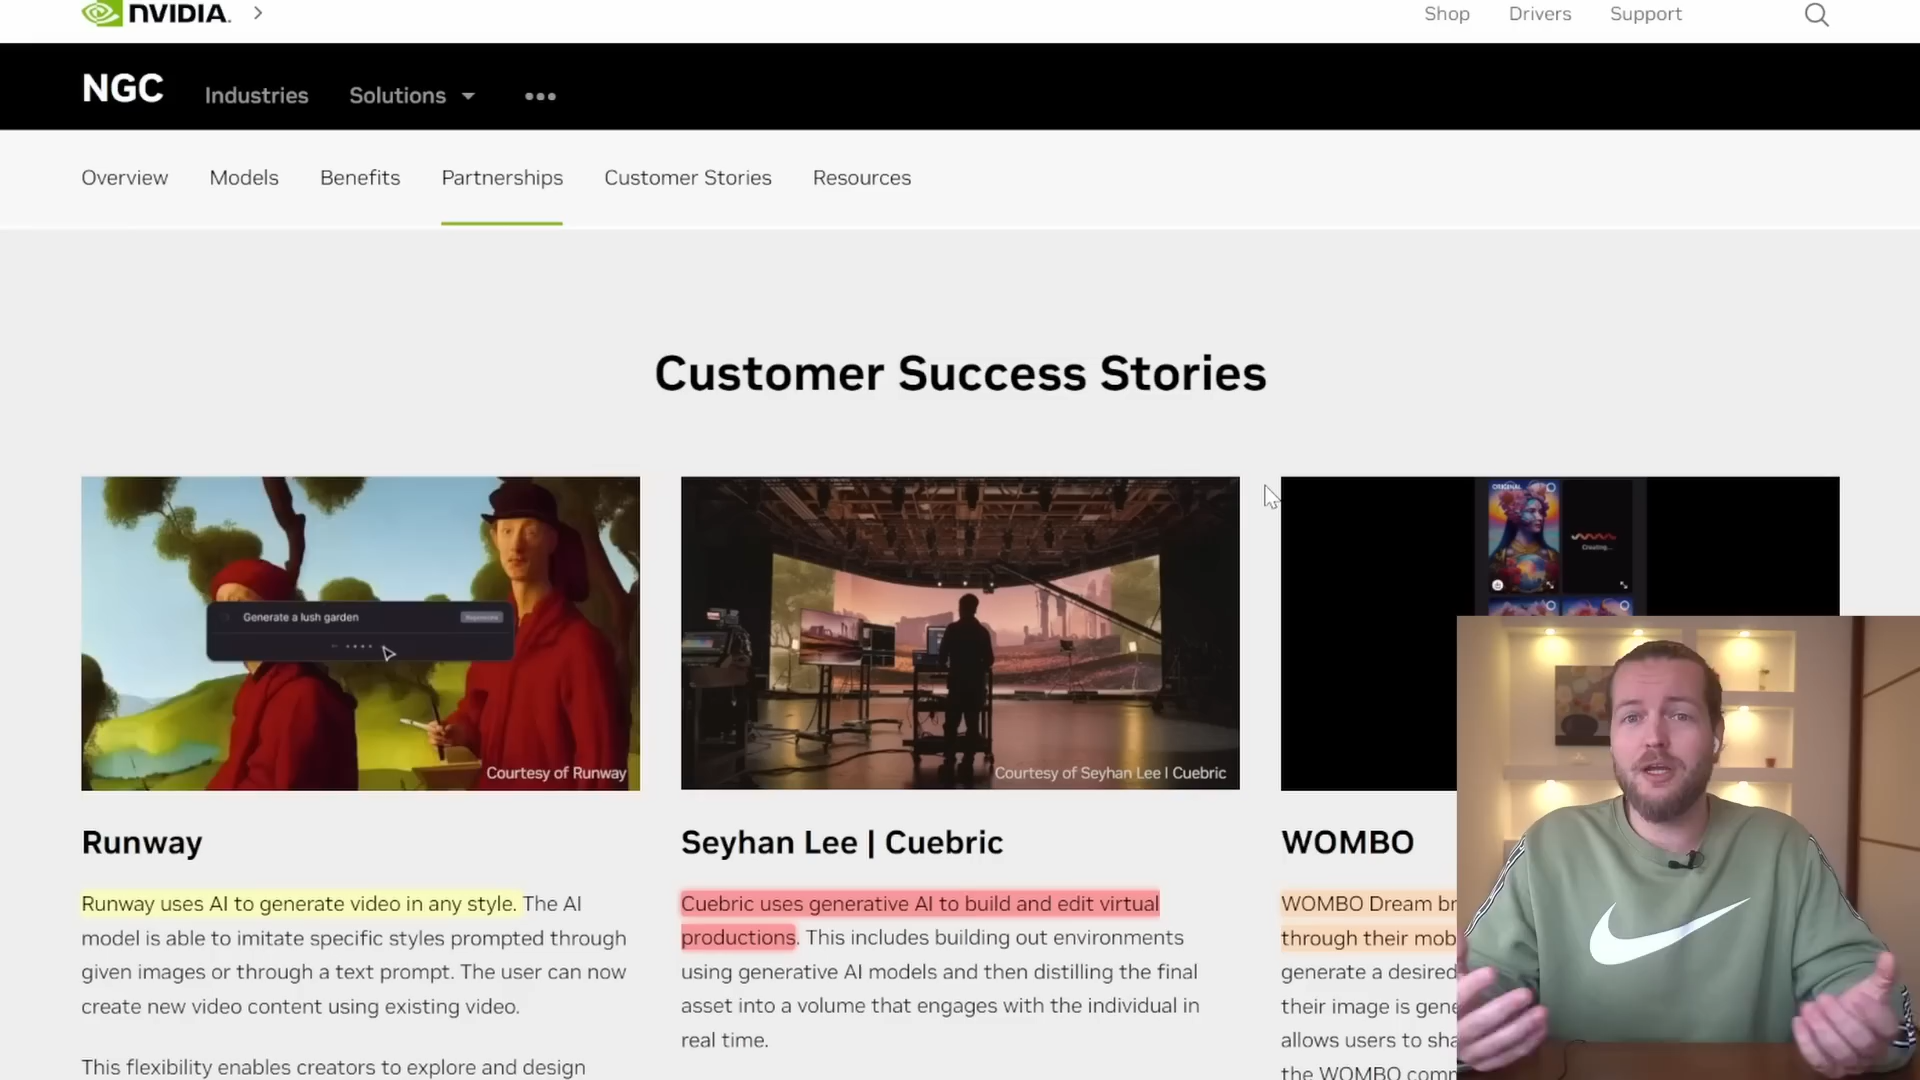 NVIDIA.
Shop
Drivers
Support
NGC
Industries
Solutions
Overview
Models
Benefits
Partnerships
Customer Stories
Resources
Customer Success Stories
Generate a lush garden
Courtesy of Runway
Courtesy of Seyhan Lee | Cuebric
ORIGINAL
Creating...
Runway
Runway uses AI to generate video in any style. The AI
model is able to imitate specific styles prompted through
given images or through a text prompt. The user can now
create new video content using existing video.
This flexibility enables creators to explore and design
Seyhan Lee | Cuebric
Cuebric uses generative AI to build and edit virtual
productions. This includes building out environments
using generative AI models and then distilling the final
asset into a volume that engages with the individual in
real time.
WOMBO
WOMBO Dream br
through their mob
generate a desired
their image is gene
allows users to sha
the WOMBO comm